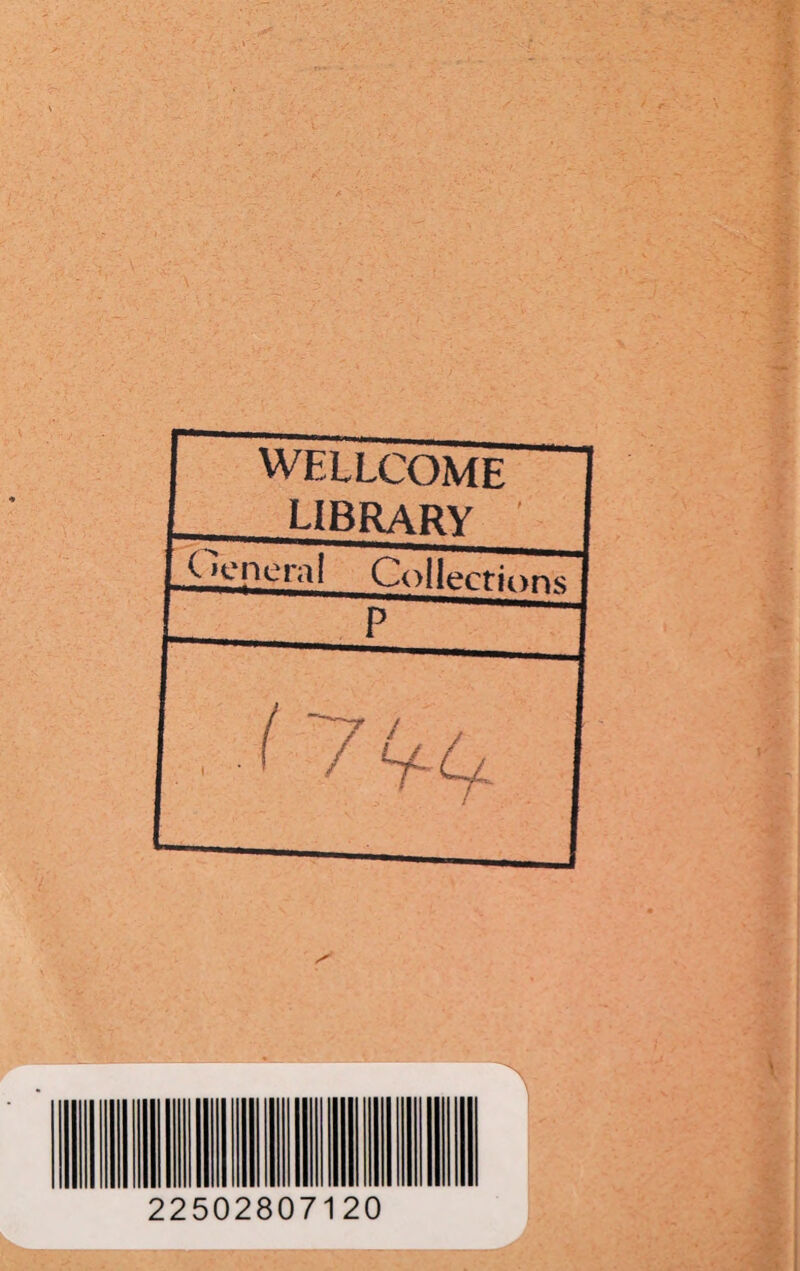 WELLCOME
LIBRARY
General Collections
P
1744
22502807120